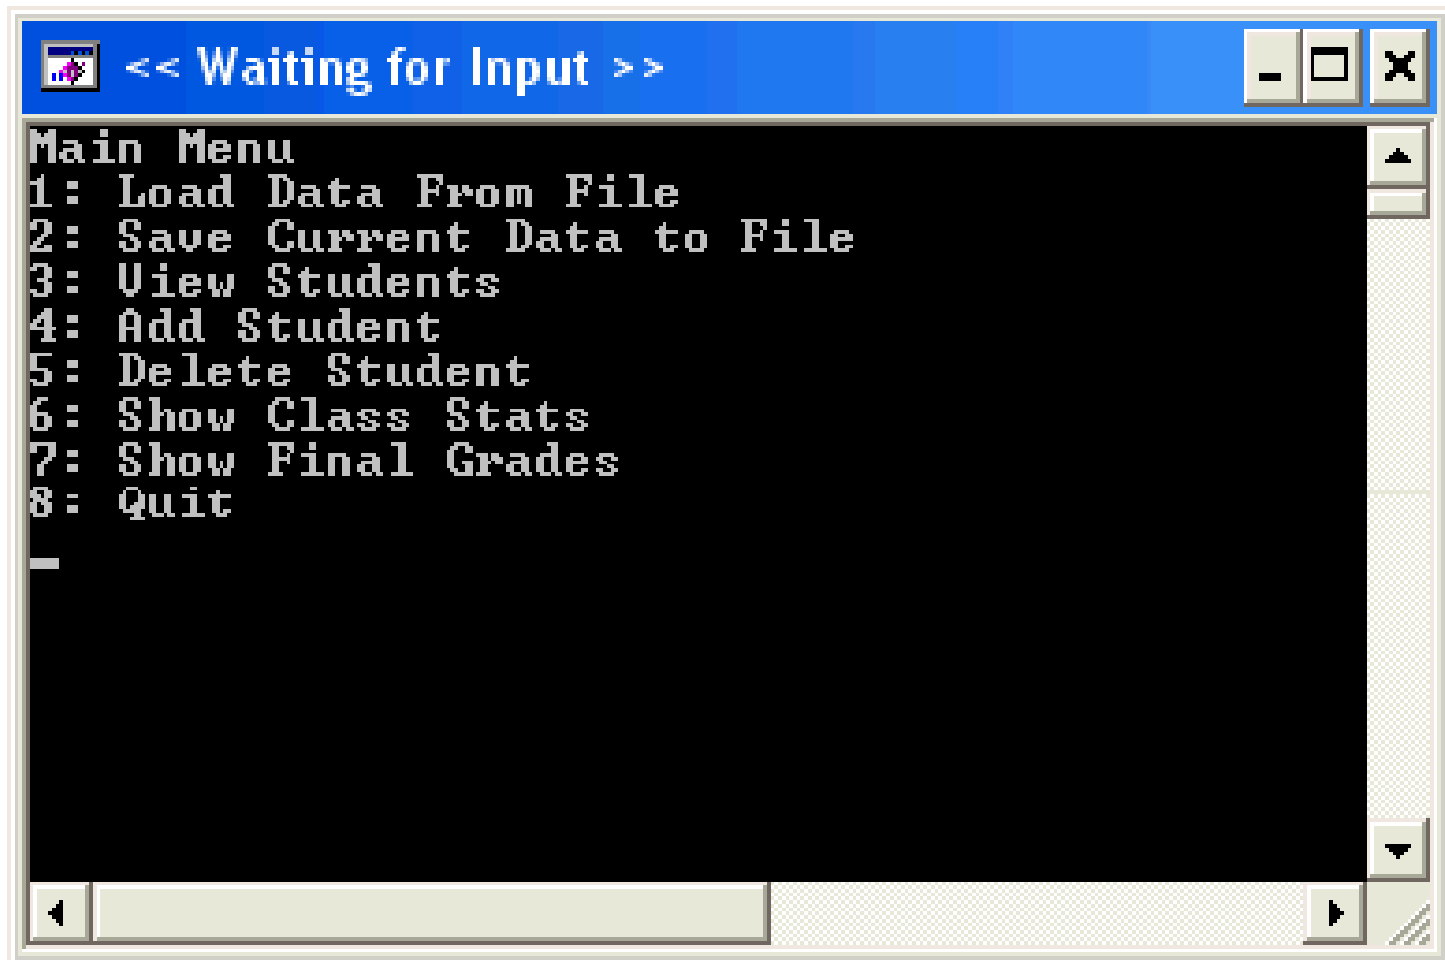 << Waiting for Input >>
Main Menu
1: Load Data From File
2: Save Current Data to File
3: View Students
4: Add Student
5: Delete Student
6: Show Class Stats
7: Show Final Grades
8: Quit